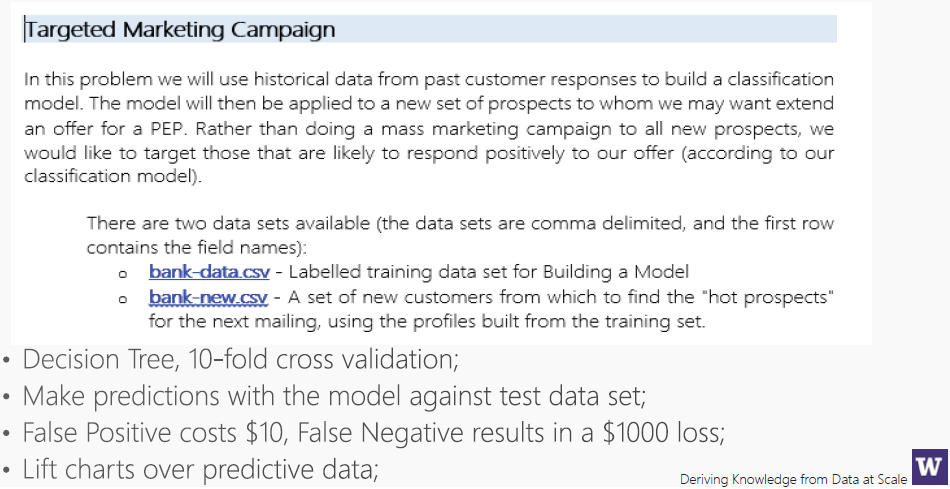 Targeted Marketing Campaign
In this problem we will use historical data from past customer responses to build a classification
model. The model will then be applied to a new set of prospects to whom we may want extend
an offer for a PEP. Rather than doing a mass marketing campaign to all new prospects, we
would like to target those that are likely to respond positively to our offer (according to our
classification model).
There are two data sets available (the data sets are comma delimited, and the first row
contains the field names):
o bank-data.csv - Labelled training data set for Building a Model
o bank-new.csv - A set of new customers from which to find the "hot prospects"
for the next mailing, using the profiles built from the training set.
• Decision Tree, 10-fold cross validation;
• Make predictions with the model against test data set;
• False Positive costs $10, False Negative results in a $1000 loss;
• Lift charts over predictive data;
Deriving Knowledge from Data at Scale
W